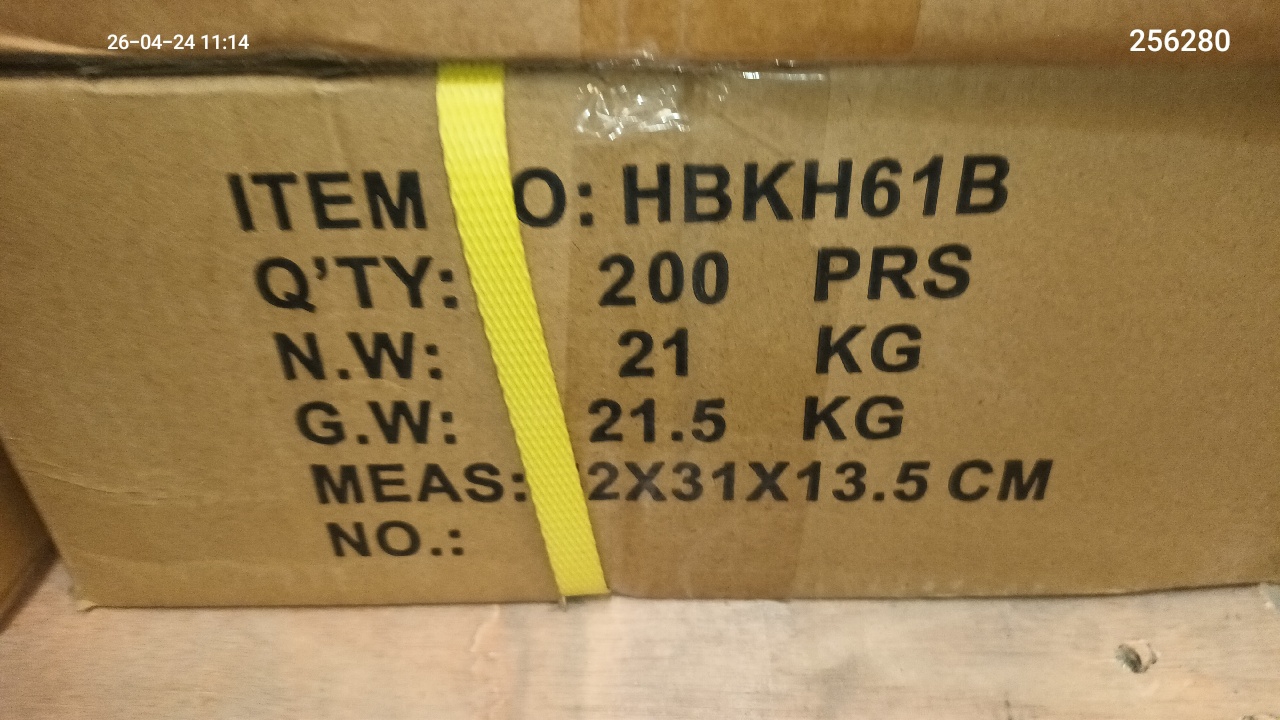 26-04-24 11:14
256280
ITEM O: HBKH61B
Q'TY: 200 PRS
N.W: 21 KG
G.W: 21.5 KG
MEAS: 2X31X13.5 CM
NO.: